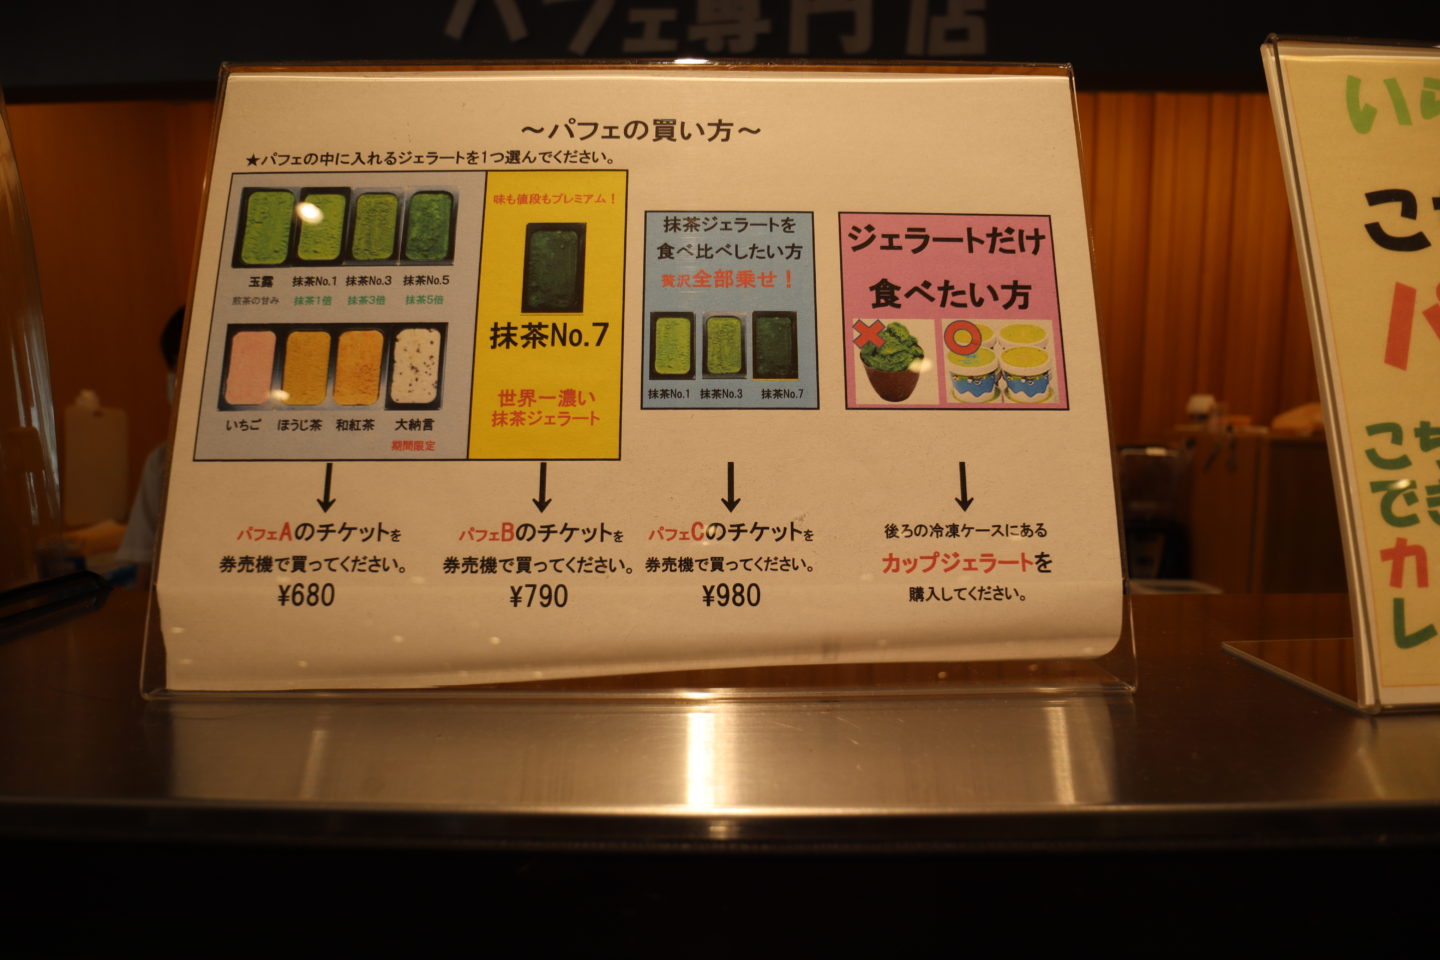 パフェ専門店
～パフェの買い方～
★パフェの中に入れるジェラートを1つ選んでください。
玉露 抹茶No.1 抹茶No.3 抹茶No.5
煎茶の甘み 抹茶1倍 抹茶3倍 抹茶5倍
いちご ほうじ茶 和紅茶 大納言
期間限定
味も値段もプレミアム！
抹茶No.7
世界一濃い
抹茶ジェラート
抹茶ジェラートを
食べ比べしたい方
贅沢全部乗せ！
抹茶No.1 抹茶No.3 抹茶No.7
ジェラートだけ
食べたい方
パフェAのチケットを
券売機で買ってください。
¥680
パフェBのチケットを
券売機で買ってください。
¥790
パフェCのチケットを
券売機で買ってください。
¥980
後ろの冷凍ケースにある
カップジェラートを
購入してください。
い
こ
パ
こち
でき
カ
レ